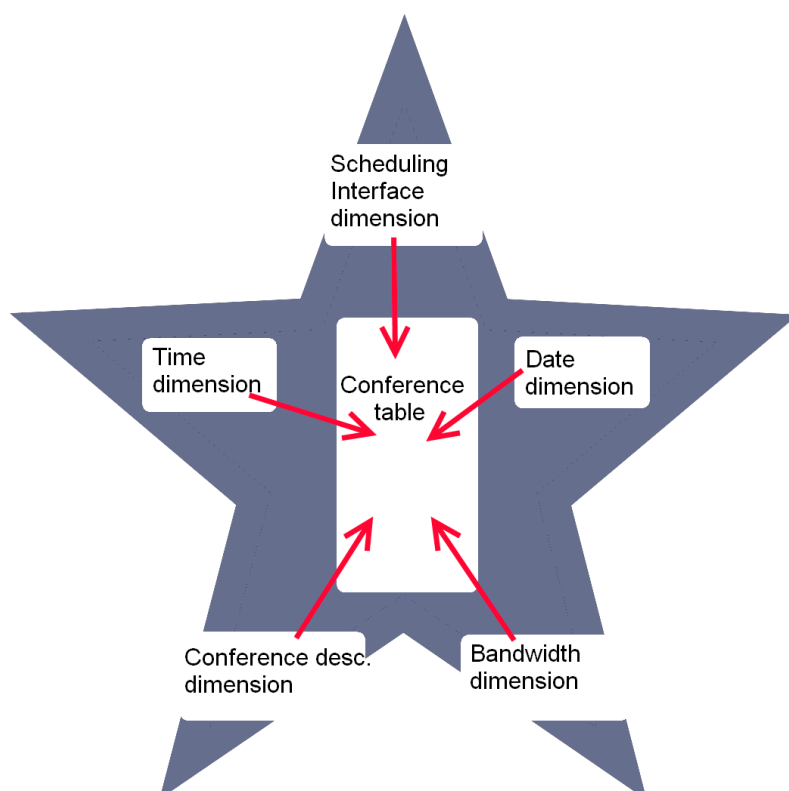 Scheduling
Interface
dimension
Time
dimension
Conference
table
Date
dimension
Conference desc.
dimension
Bandwidth
dimension